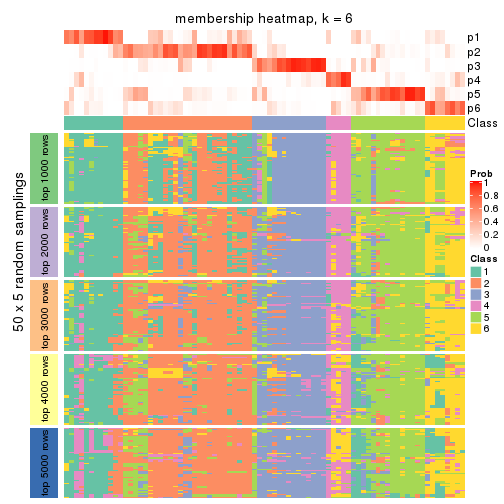 membership heatmap, k = 6
p1
p2
p3
p4
p5
p6
Class
50 x 5 random samplings
top 1000 rows
top 2000 rows
top 3000 rows
top 4000 rows
top 5000 rows
Prob
1
0.8
0.6
0.4
0.2
0
Class
1
2
3
4
5
6